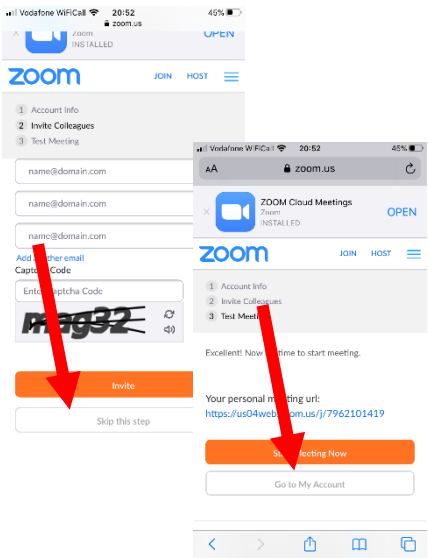 Vodafone WiFiCall 20:52 45%
zoom.us
Zoom
INSTALLED
OPEN
zoom JOIN HOST
1 Account Info
2 Invite Colleagues
3 Test Meeting
name@domain.com
name@domain.com
name@domain.com
Add another email
Captcha Code
Enter Captcha Code
mag32
Invite
Skip this step
Vodafone WiFiCall 20:52 45%
AA zoom.us
ZOOM Cloud Meetings
Zoom
INSTALLED
OPEN
zoom JOIN HOST
1 Account Info
2 Invite Colleagues
3 Test Meeting
Excellent! Now time to start meeting.
Your personal meeting url:
https://us04web.zoom.us/j/7962101419
Start Meeting Now
Go to My Account